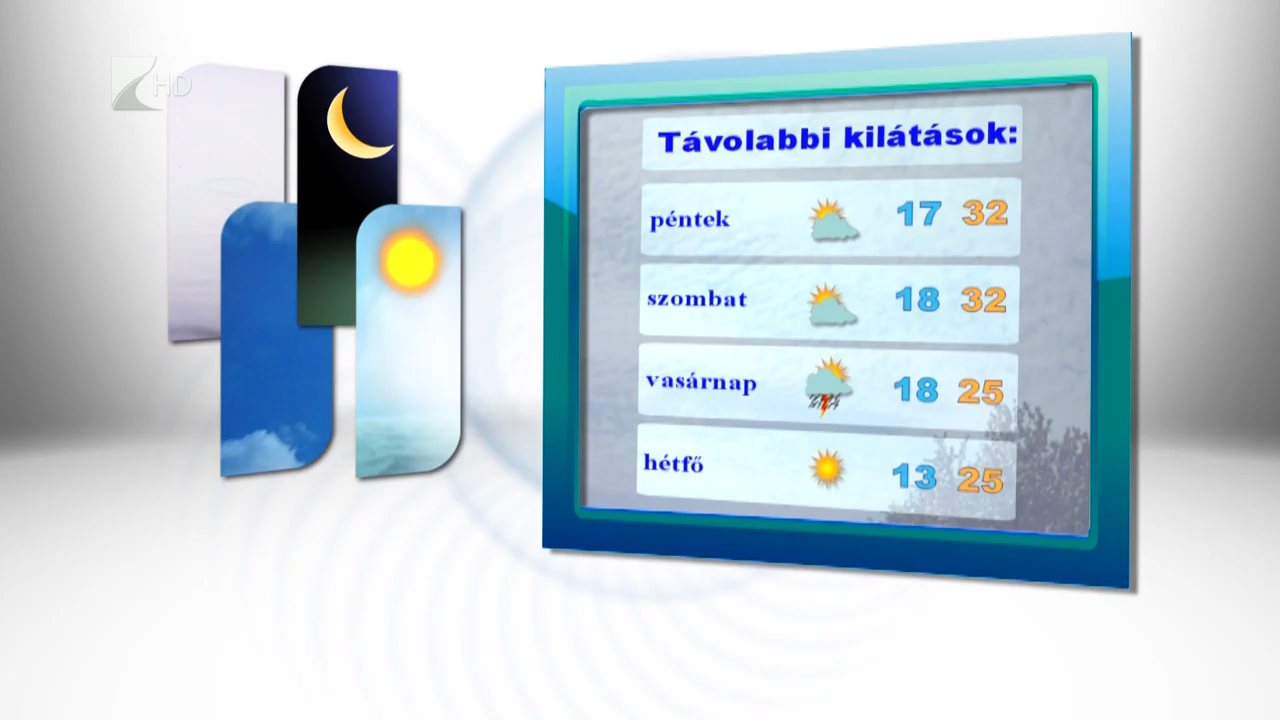 HD
Távolabbi kilátások:
péntek 17 32
szombat 18 32
vasárnap 18 25
hétfő 13 25